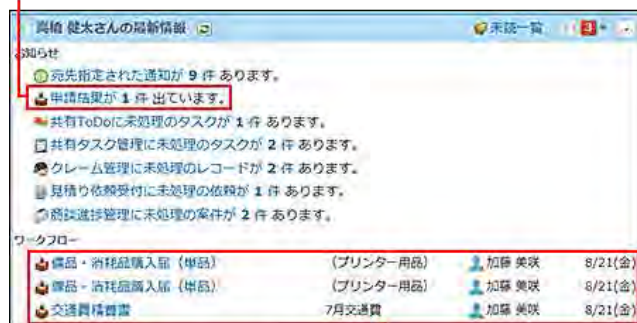 高橋 健太さんの最新情報 未読一覧 3
お知らせ
宛先指定された通知が 9 件 あります。
申請結果が 1 件 出ています。
共有ToDoに未処理のタスクが 1 件 あります。
共有タスク管理に未処理のタスクが 2 件 あります。
クレーム管理に未処理のレコードが 2 件 あります。
見積り依頼受付に未処理の依頼が 1 件 あります。
商談進捗管理に未処理の案件が 2 件 あります。
ワークフロー
備品・消耗品購入届（単品） （プリンター用品） 加藤 美咲 8/21(金)
備品・消耗品購入届（単品） （プリンター用品） 加藤 美咲 8/21(金)
交通費精算書 7月交通費 加藤 美咲 8/21(金)